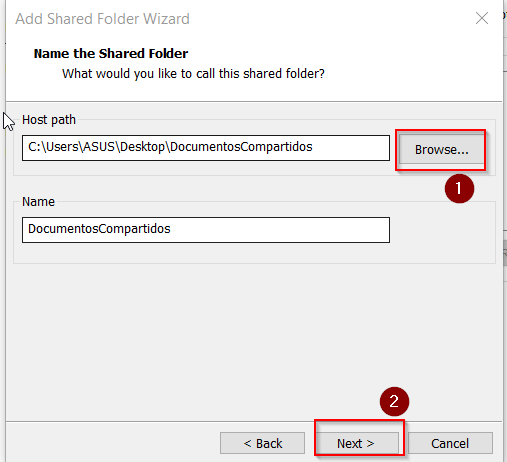 Add Shared Folder Wizard
Name the Shared Folder
What would you like to call this shared folder?
Host path
C:\Users\ASUS\Desktop\DocumentosCompartidos
Browse...
1
Name
DocumentosCompartidos
2
< Back
Next >
Cancel